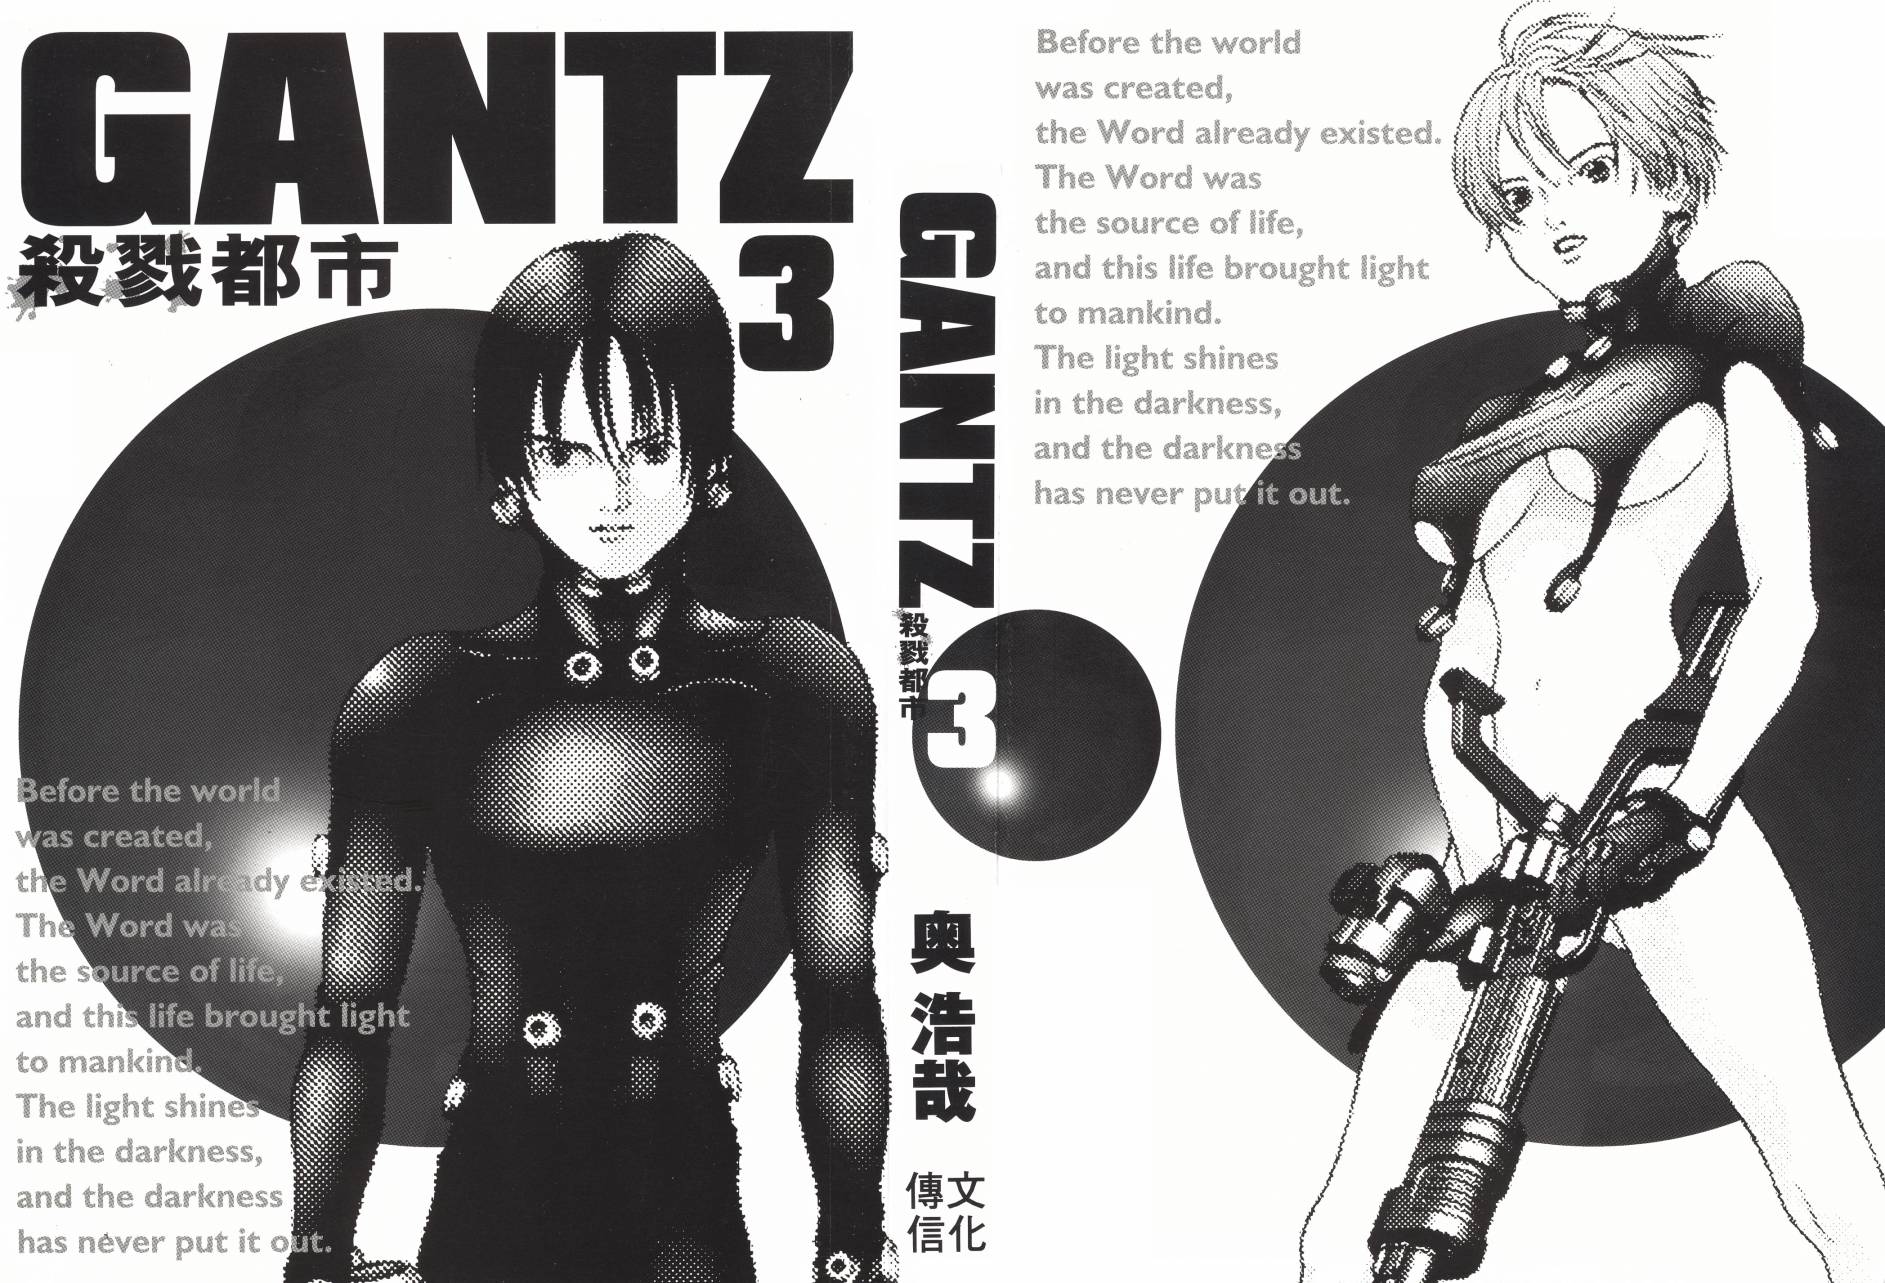 GANTZ
殺戮都市
3
Before the world
was created,
the Word already existed.
The Word was
the source of life,
and this life brought light
to mankind.
The light shines
in the darkness,
and the darkness
has never put it out.
GANTZ
殺戮都市
3
奥 浩哉
文化
傳信
Before the world
was created,
the Word already existed.
The Word was
the source of life,
and this life brought light
to mankind.
The light shines
in the darkness,
and the darkness
has never put it out.